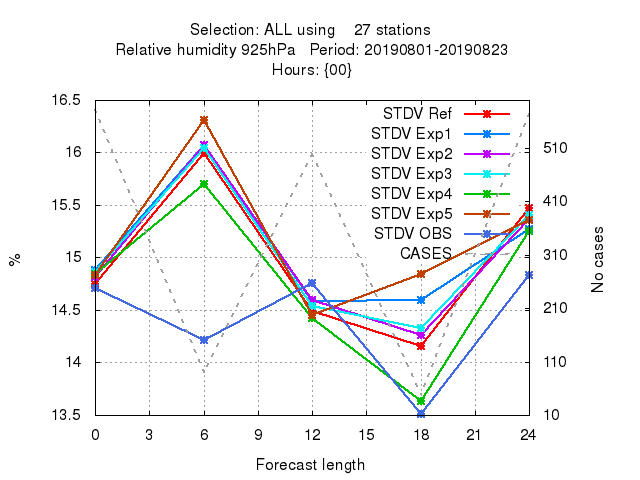 Selection: ALL using    27 stations
Relative humidity 925hPa   Period: 20190801-20190823
Hours: {00}
16.5
16
15.5
15
14.5
14
13.5
%
STDV Ref
STDV Exp1
STDV Exp2
STDV Exp3
STDV Exp4
STDV Exp5
STDV OBS
CASES
510
410
310
210
110
10
No cases
0 3 6 9 12 15 18 21 24
Forecast length